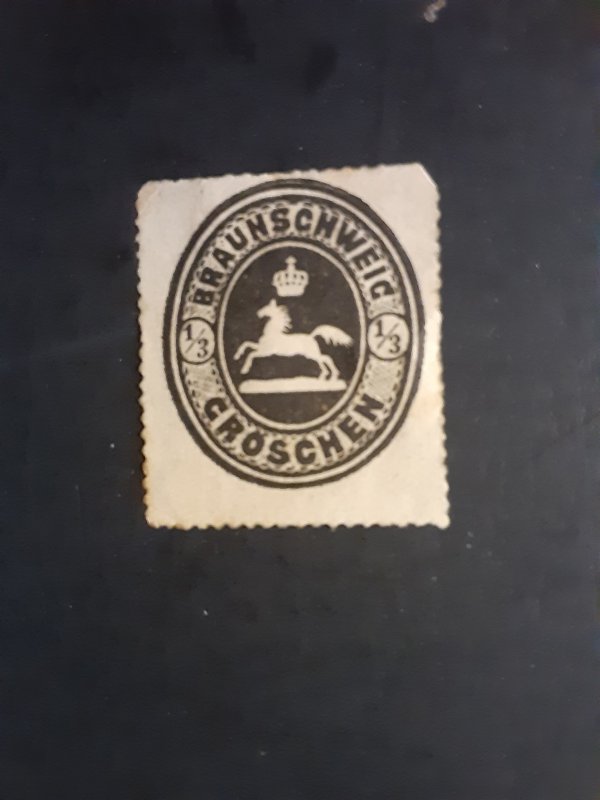 BRAUNSCHWEIG
1/3
1/3
GROSCHEN